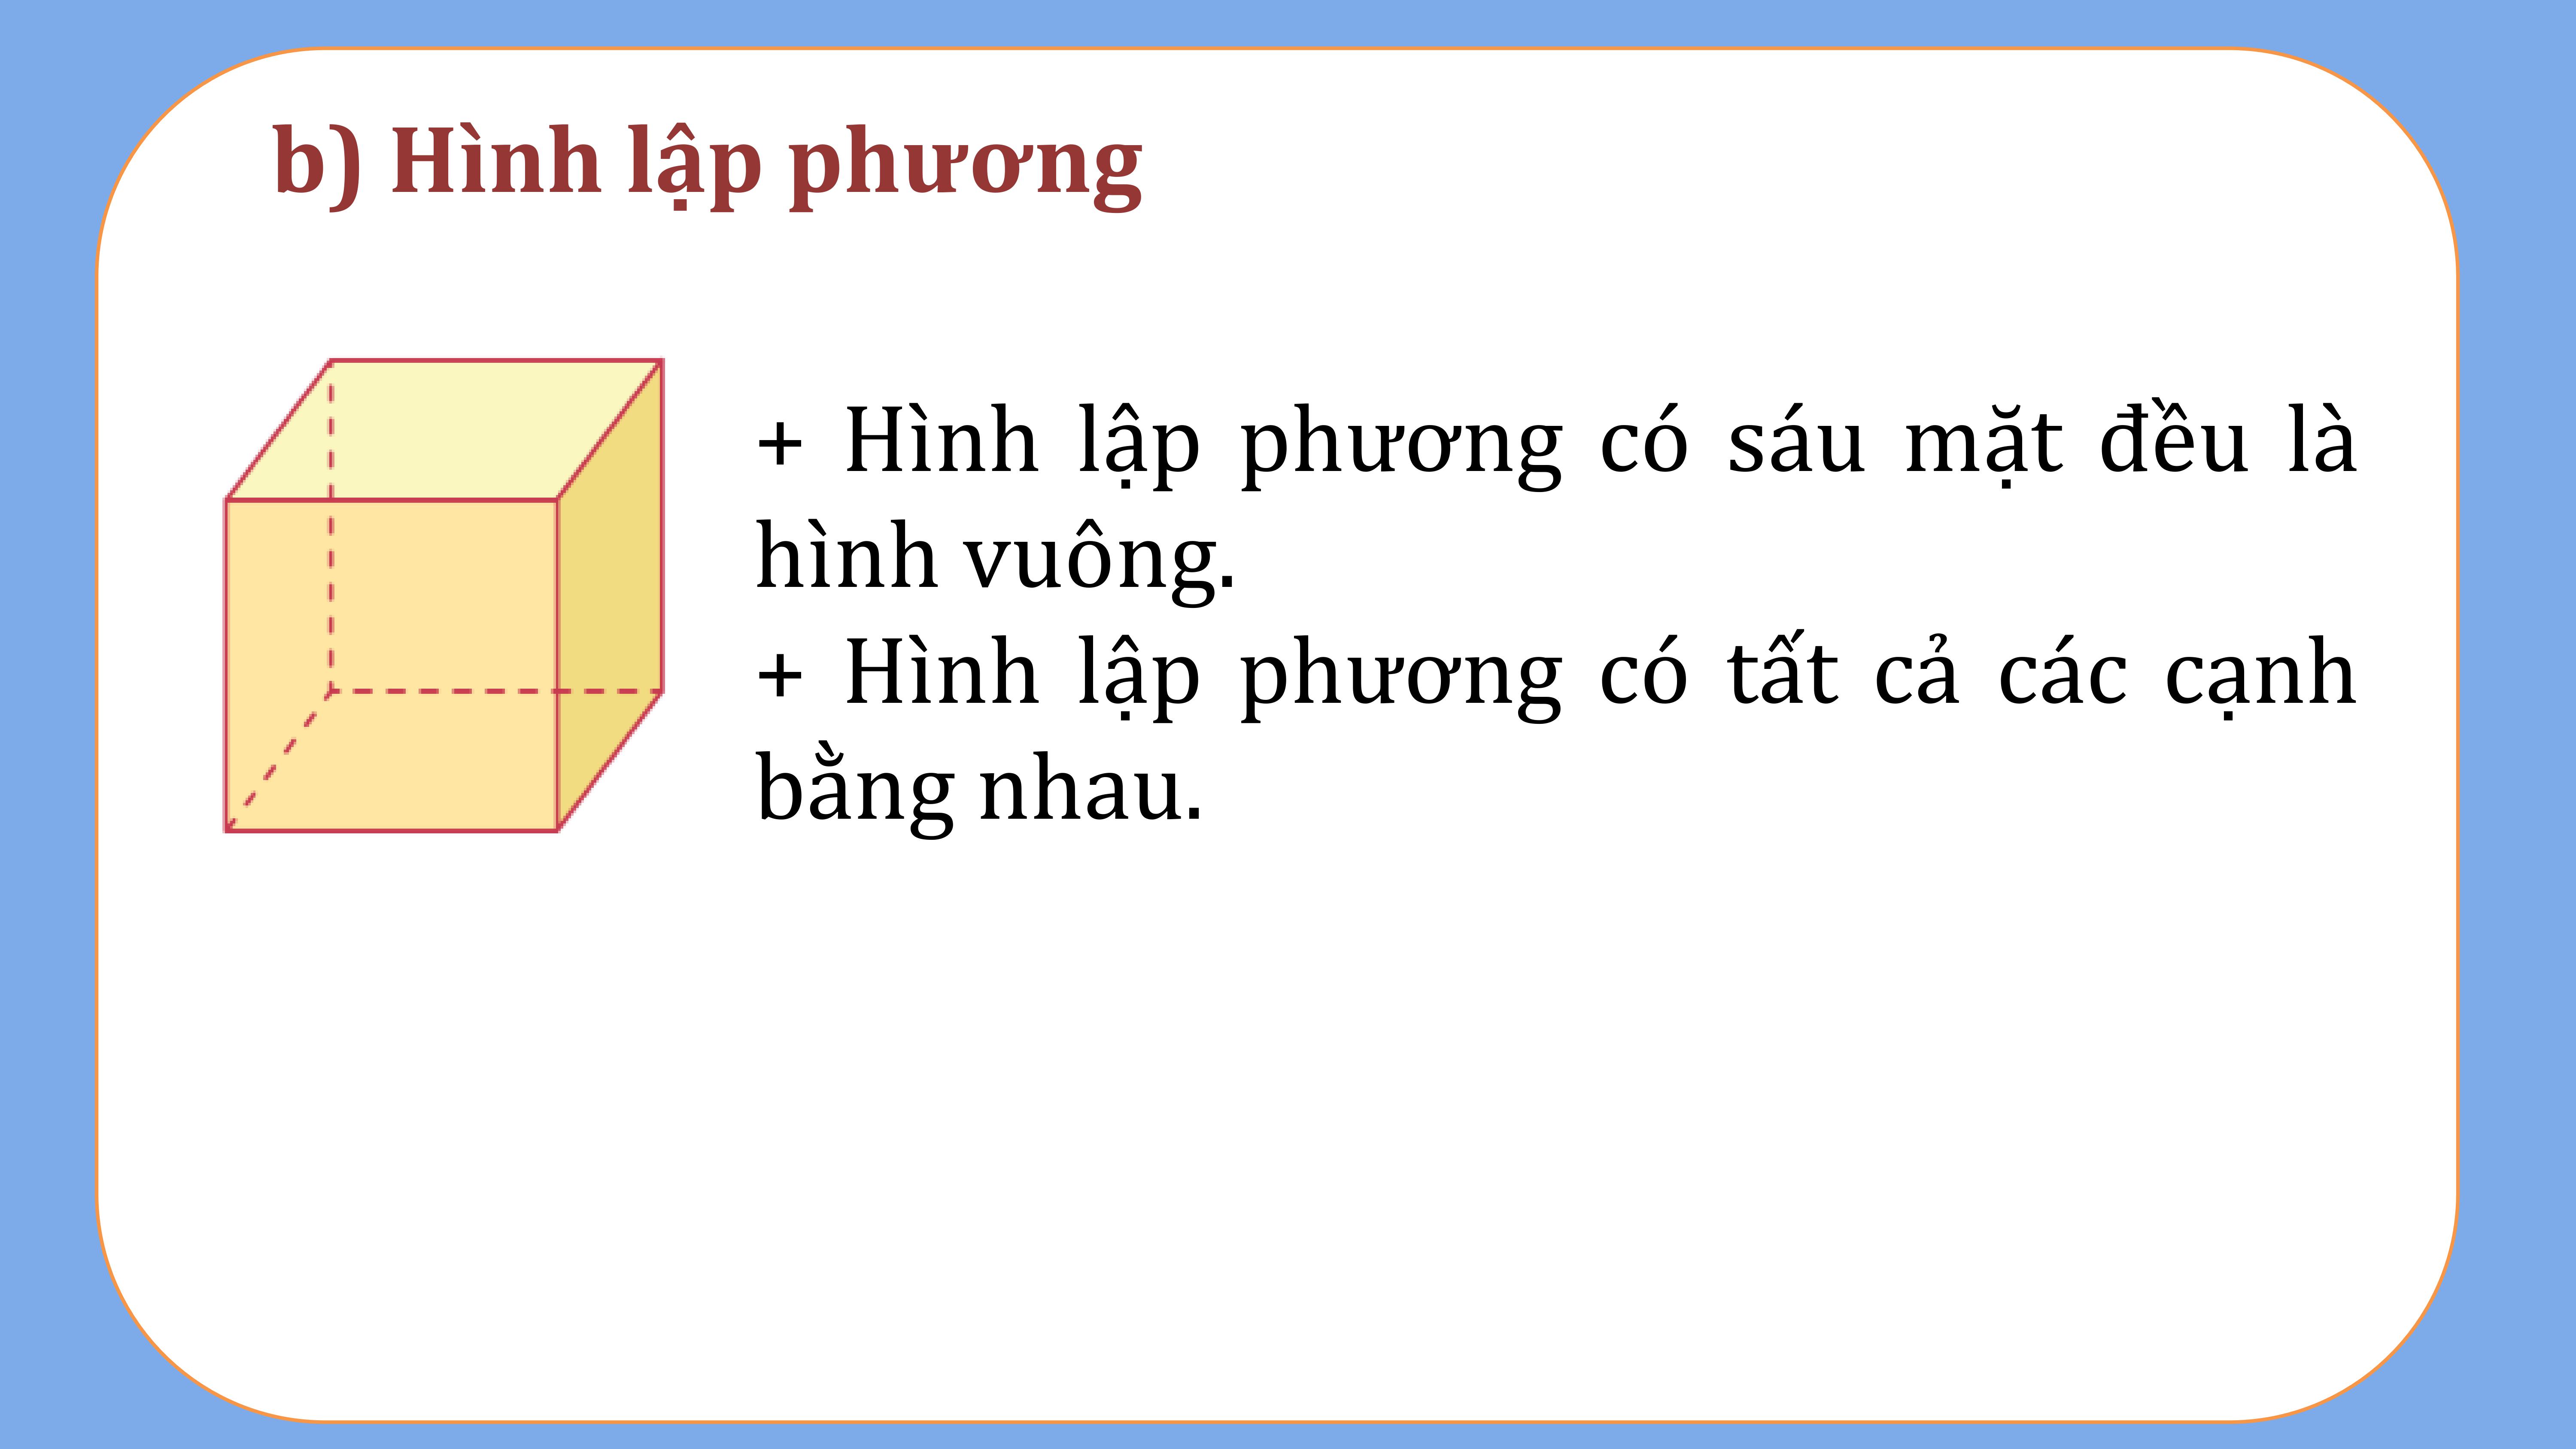 b) Hình lập phương
+ Hình lập phương có sáu mặt đều là
hình vuông.
+ Hình lập phương có tất cả các cạnh
bằng nhau.